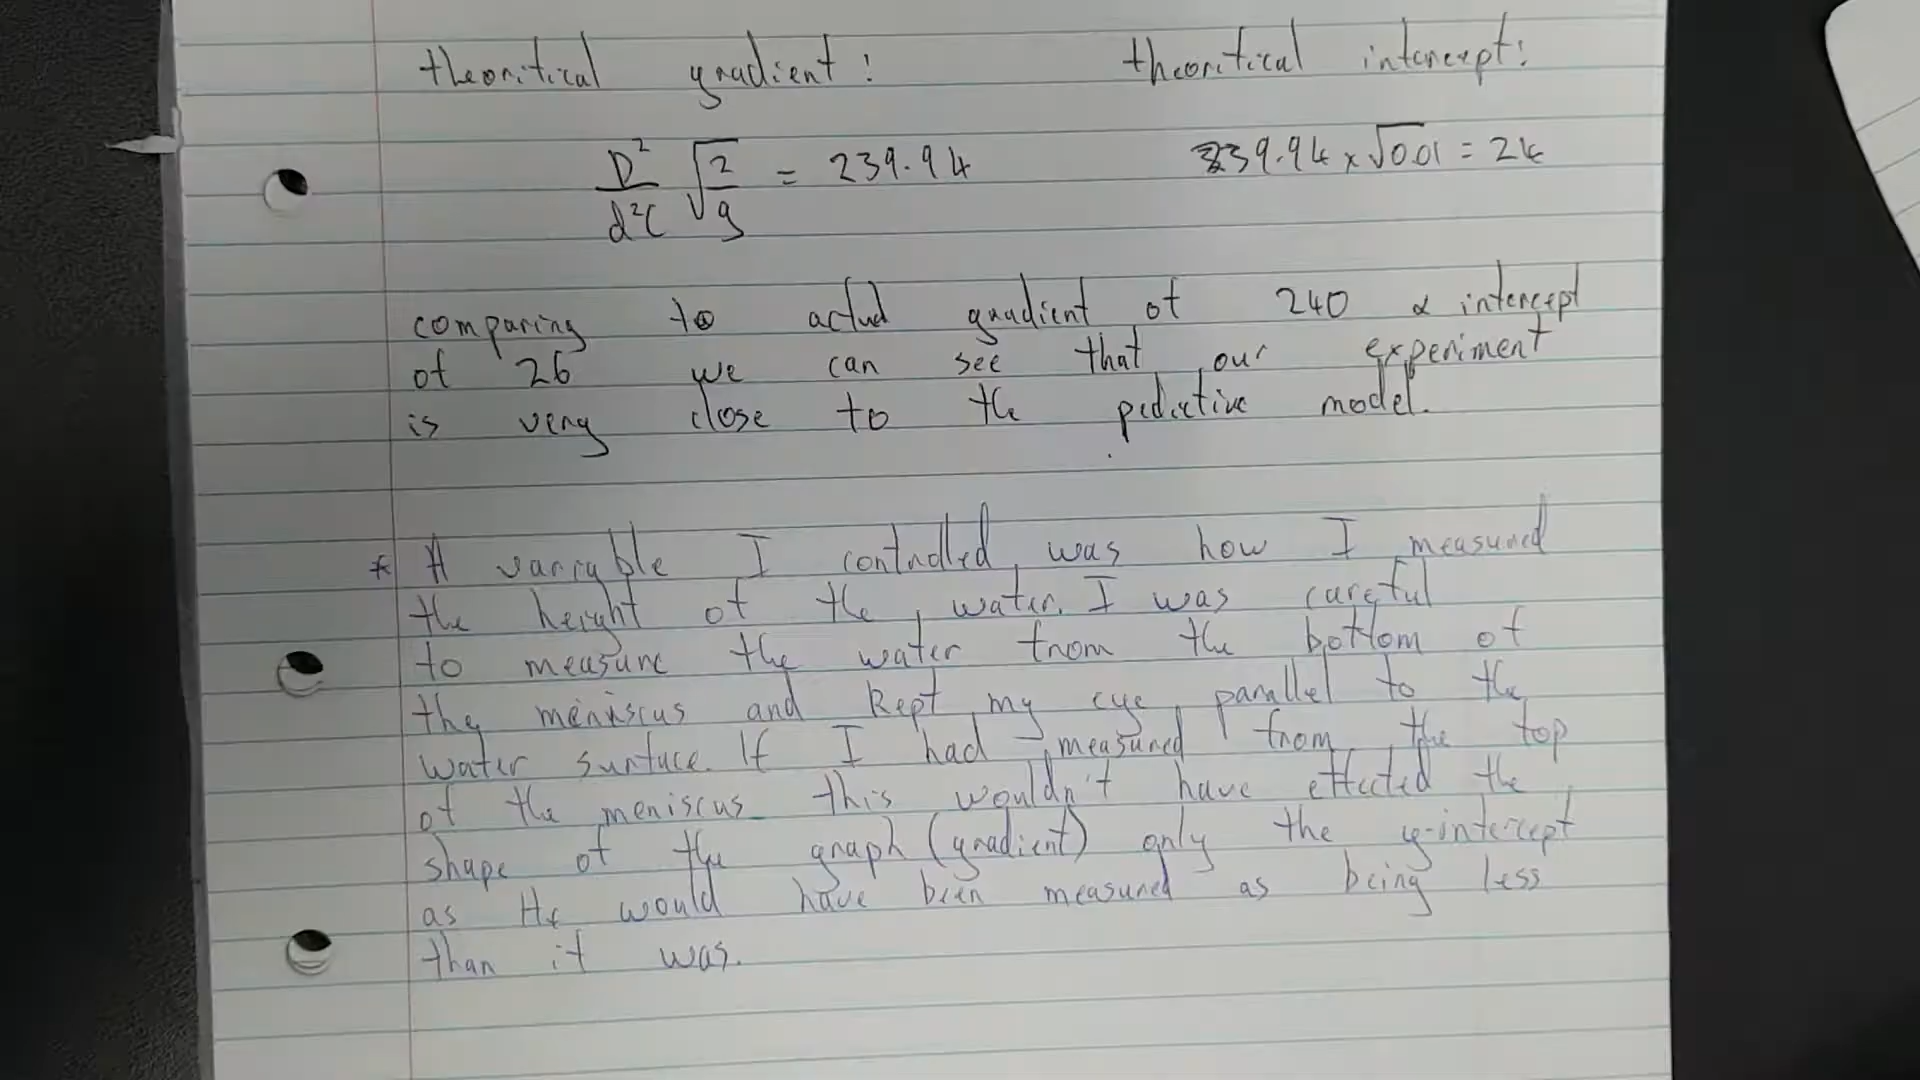 theoritical gradient: theoritical intercept:
D²/d²C √2/g = 239.94 239.94 x √0.01 = 24
comparing to actual gradient of 240 & intercept
of 26 we can see that our experiment
is very close to the pedictive model.
* A variable I controlled was how I measured
the height of the water. I was careful
to measure the water from the bottom of
the meniscus and kept my eye parallel to the
water surface. If I had measured from the top
of the meniscus this wouldn't have effected the
shape of the graph (gradient) only the y-intercept
as Hf would have been measured as being less
than it was.